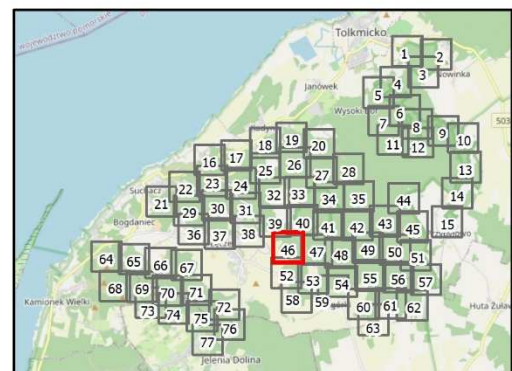 województwo pomorskie
Tolkmicko
1 2
3 Nowinka
Janówek 4
5
Wysoki Bór 6
7 8 9 10
503
11 12
18 19 20
16 17
25 26 13
27 28
22 23 24
Suchacz
32 33 34 35 44 14
21
29 30 31
Bogdaniec
39 40 41 42 43 45 15
36 37 38
46 47 48 49 50 51
64 65 66 67
52 53 54 55 56 57
68 69 70 71
Kamionek Wielki
58 59 60 61 62
Huta Żuław
73 74 75 72
76
63
77
Jelenia Dolina